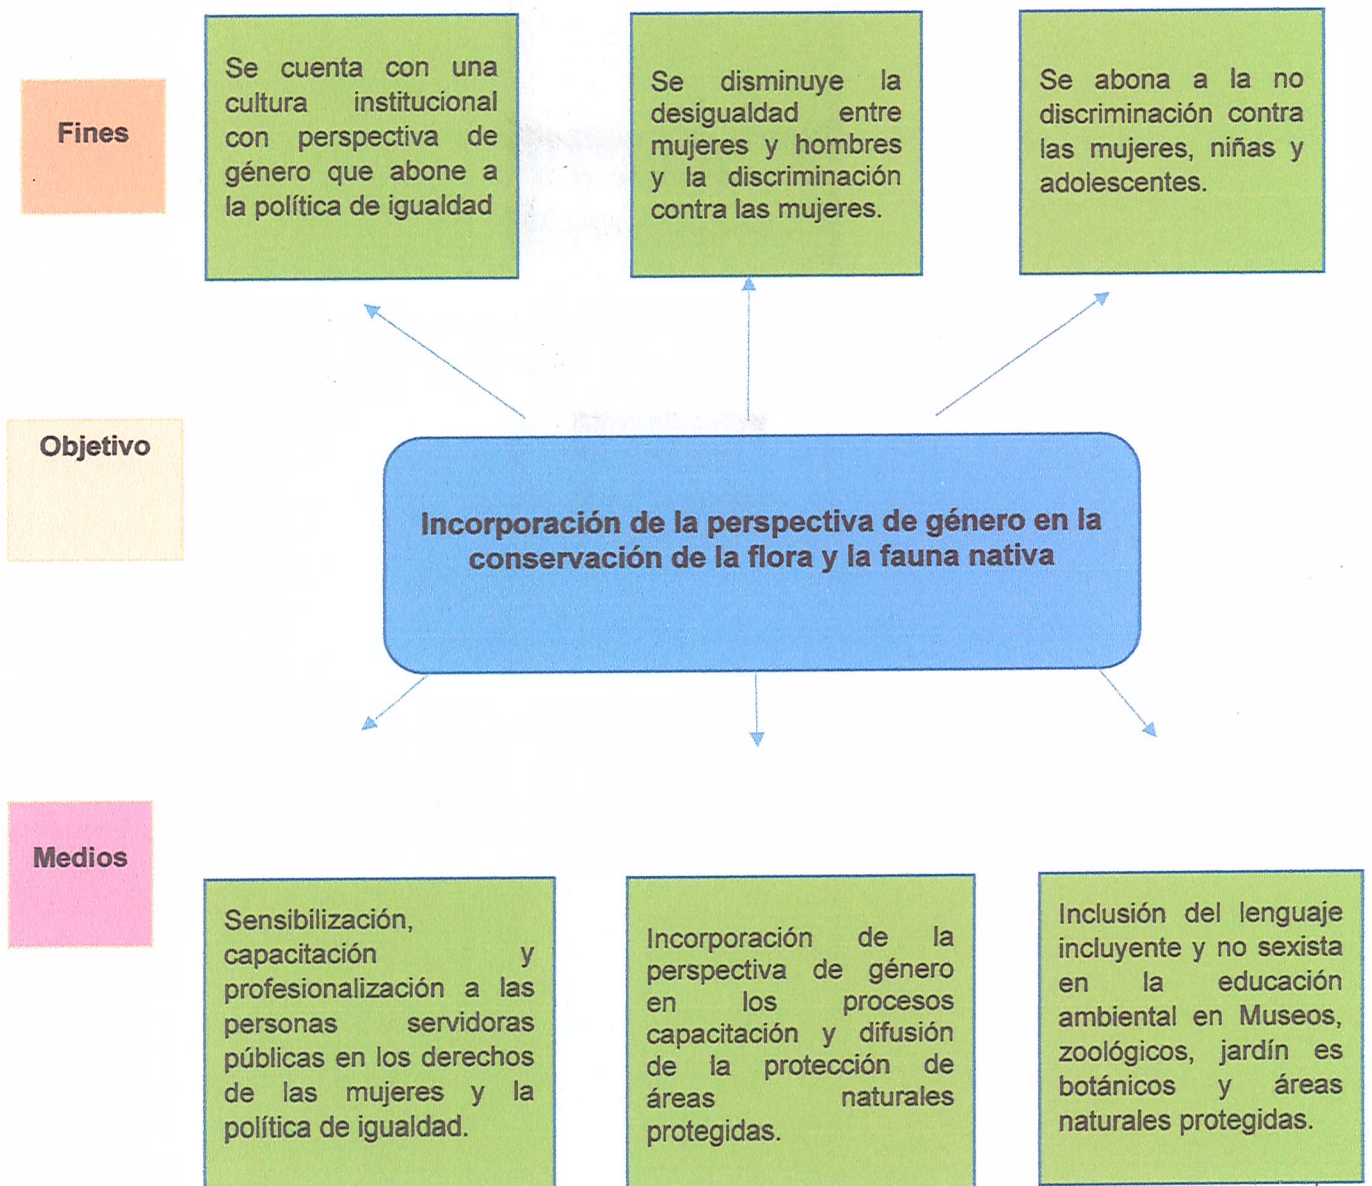 Fines
Se cuenta con una
cultura institucional
con perspectiva de
género que abone a
la política de igualdad
Se disminuye la
desigualdad entre
mujeres y hombres
y la discriminación
contra las mujeres.
Se abona a la no
discriminación contra
las mujeres, niñas y
adolescentes.
Objetivo
Incorporación de la perspectiva de género en la
conservación de la flora y la fauna nativa
Medios
Sensibilización,
capacitación y
profesionalización a las
personas servidoras
públicas en los derechos
de las mujeres y la
política de igualdad.
Incorporación de la
perspectiva de género
en los procesos
capacitación y difusión
de la protección de
áreas naturales
protegidas.
Inclusión del lenguaje
incluyente y no sexista
en la educación
ambiental en Museos,
zoológicos, jardín es
botánicos y áreas
naturales protegidas.